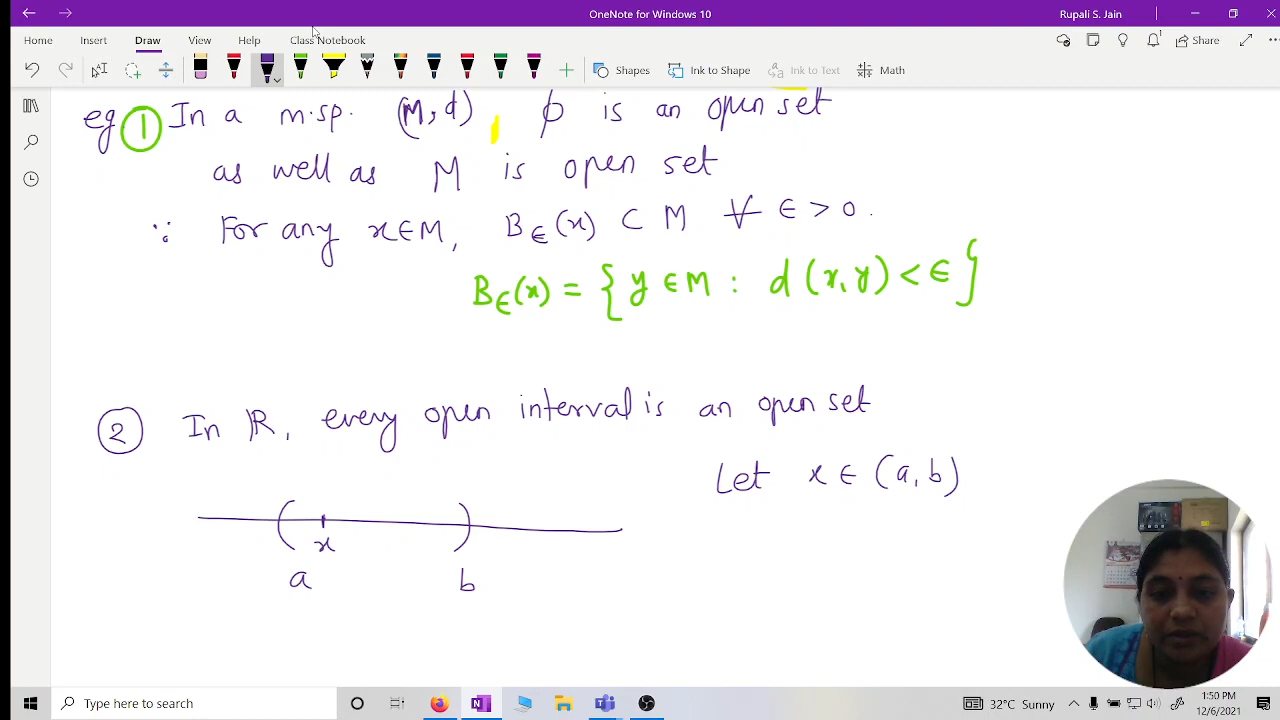 OneNote for Windows 10
Rupali S. Jain
Home Insert Draw View Help Class Notebook
Share
Shapes Ink to Shape Ink to Text Math
eg ① In a m.sp. (M, d), ϕ is an open set
as well as M is open set
∵ For any x∈M, B_ϵ(x) ⊂ M ∀ ϵ > 0.
B_ϵ(x) = { y ∈ M : d(x, y) < ϵ }
② In ℝ, every open interval is an open set
Let x ∈ (a, b)
( x )
a b
Type here to search
32°C Sunny
1:50 PM
12/6/2021